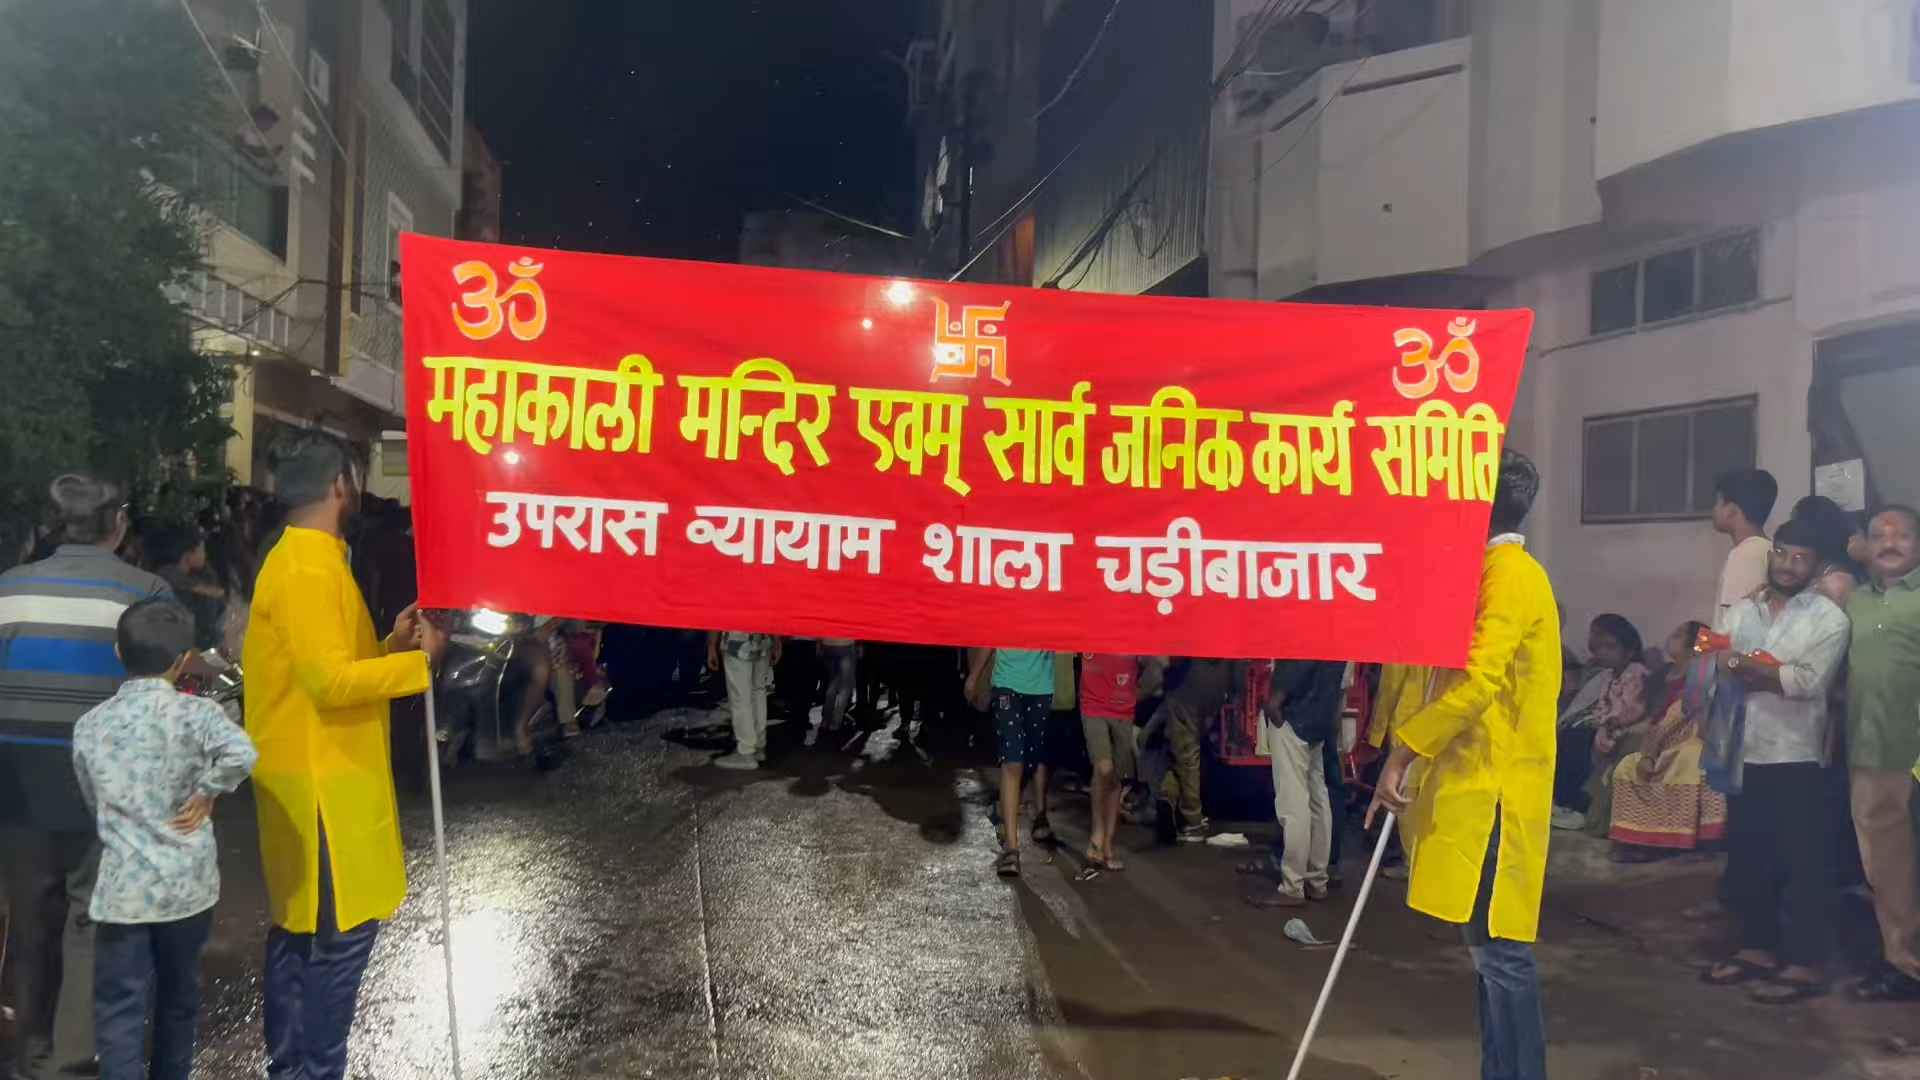 ॐ ॐ
महाकाली मन्दिर एवम् सार्व जनिक कार्य समिति
उपरास व्यायाम शाला चड़ीबाजार